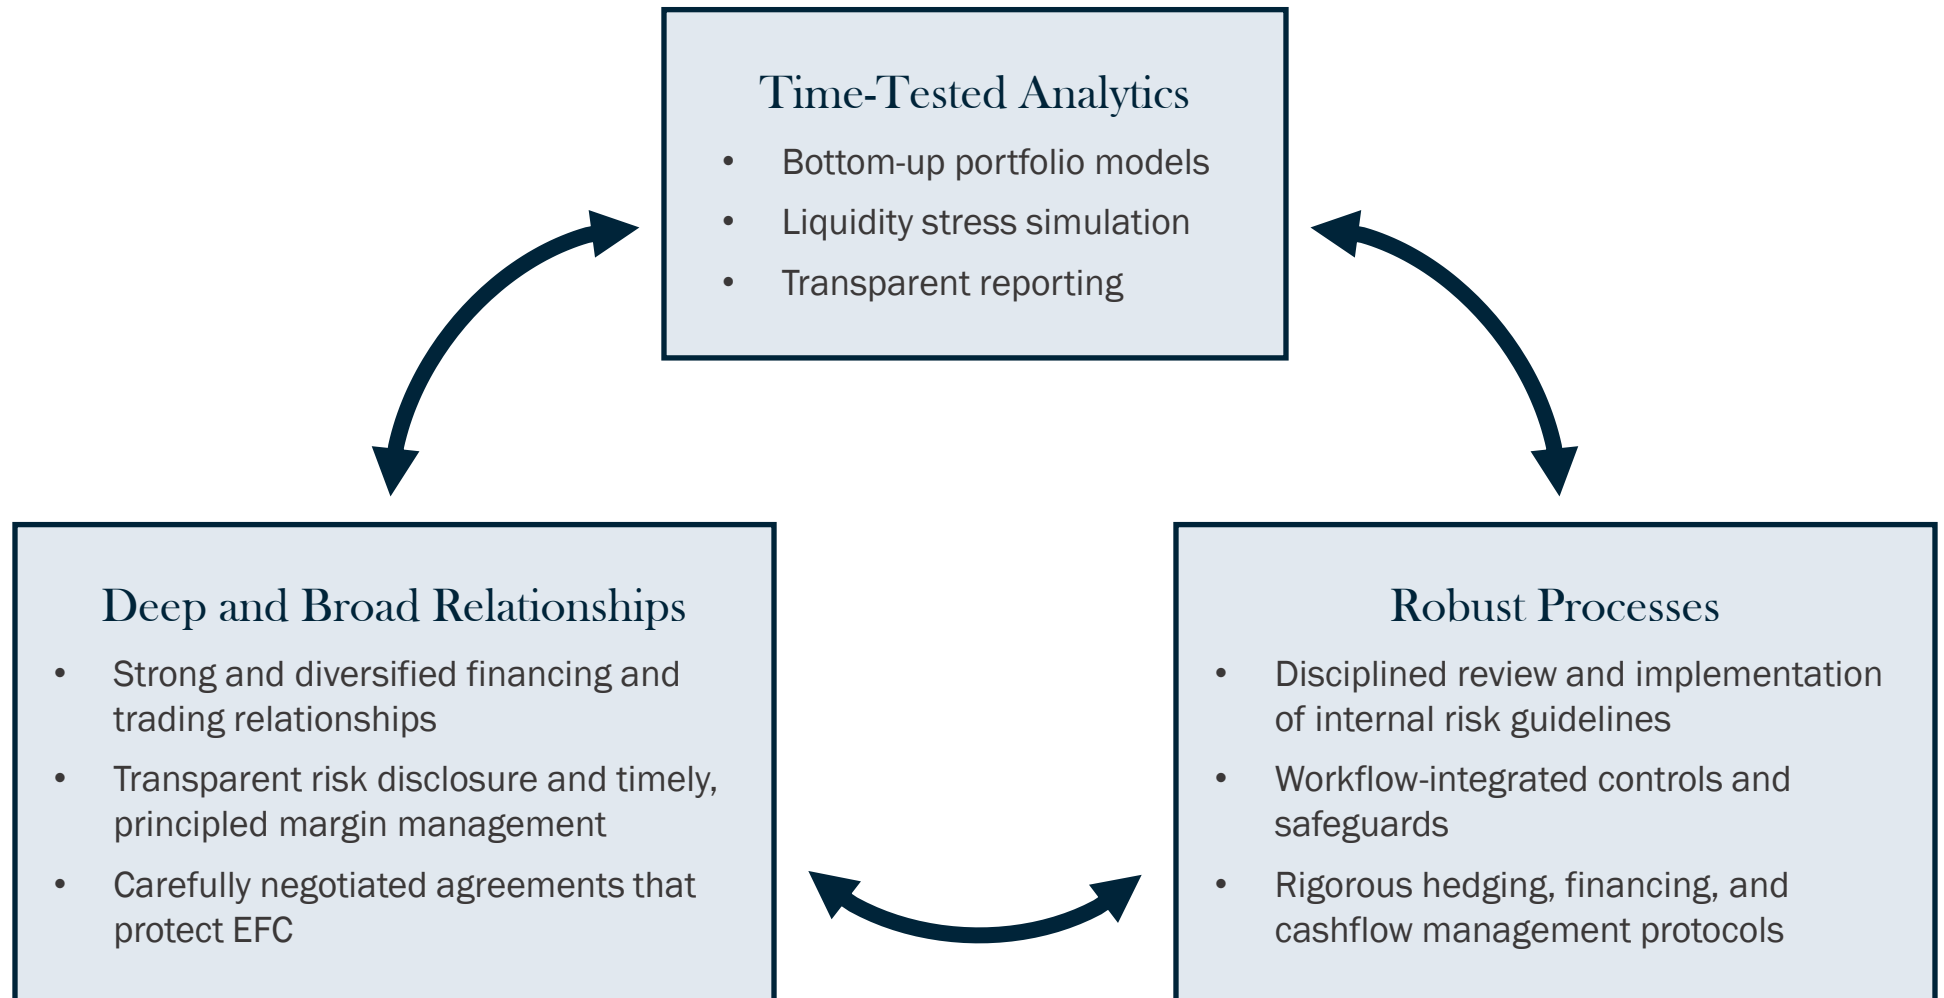 Time-Tested Analytics
• Bottom-up portfolio models
• Liquidity stress simulation
• Transparent reporting
Deep and Broad Relationships
• Strong and diversified financing and
trading relationships
• Transparent risk disclosure and timely,
principled margin management
• Carefully negotiated agreements that
protect EFC
Robust Processes
• Disciplined review and implementation
of internal risk guidelines
• Workflow-integrated controls and
safeguards
• Rigorous hedging, financing, and
cashflow management protocols